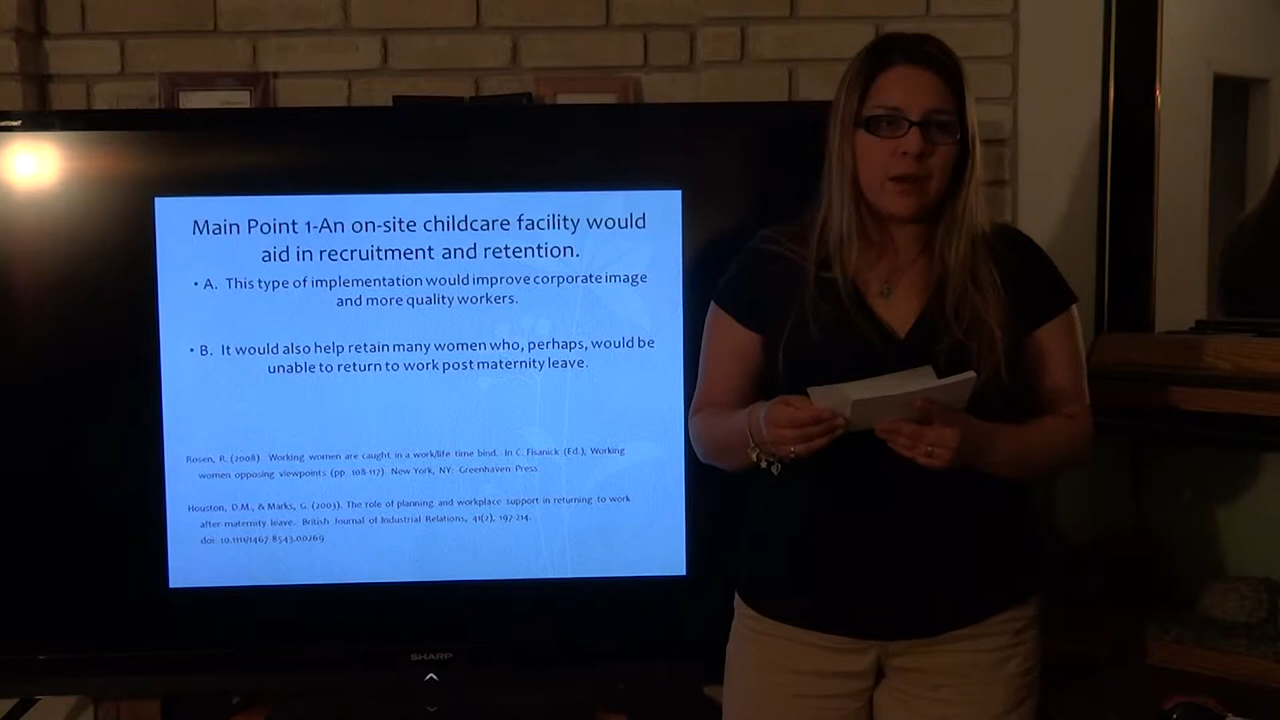 Main Point 1-An on-site childcare facility would
aid in recruitment and retention.
• A. This type of implementation would improve corporate image
and more quality workers.
• B. It would also help retain many women who, perhaps, would be
unable to return to work post maternity leave.
Rosen, R. (2008). Working women are caught in a work/life time bind. In C. Fisanick (Ed.), Working
women opposing viewpoints (pp. 108-117). New York, NY: Greenhaven Press.
Houston, D.M., & Marks, G. (2003). The role of planning and workplace support in returning to work
after maternity leave. British Journal of Industrial Relations, 41(2), 197-214.
doi: 10.1111/1467-8543.00269
SHARP